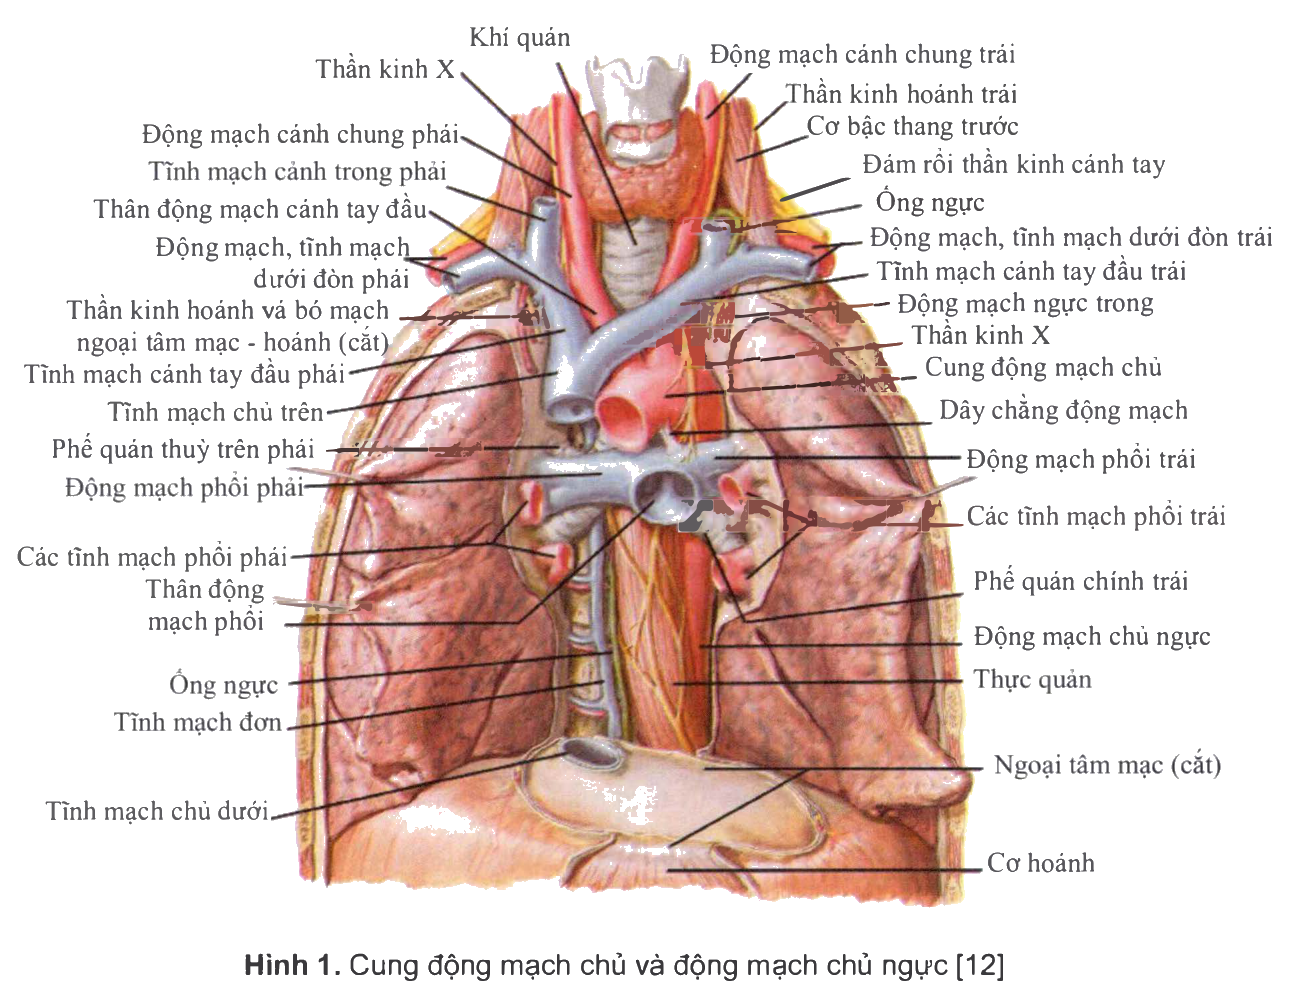 Khí quản
Thần kinh X
Động mạch cảnh chung phải
Tĩnh mạch cảnh trong phải
Thân động mạch cánh tay đầu
Động mạch, tĩnh mạch
dưới đòn phải
Thần kinh hoành và bó mạch
ngoại tâm mạc - hoành (cắt)
Tĩnh mạch cánh tay đầu phải
Tĩnh mạch chủ trên
Phế quản thuỳ trên phải
Động mạch phổi phải
Các tĩnh mạch phổi phải
Thân động
mạch phổi
Ống ngực
Tĩnh mạch đơn
Tĩnh mạch chủ dưới
Động mạch cảnh chung trái
Thần kinh hoành trái
Cơ bậc thang trước
Đám rối thần kinh cánh tay
Ống ngực
Động mạch, tĩnh mạch dưới đòn trái
Tĩnh mạch cánh tay đầu trái
Động mạch ngực trong
Thần kinh X
Cung động mạch chủ
Dây chằng động mạch
Động mạch phổi trái
Các tĩnh mạch phổi trái
Phế quản chính trái
Động mạch chủ ngực
Thực quản
Ngoại tâm mạc (cắt)
Cơ hoành
Hình 1. Cung động mạch chủ và động mạch chủ ngực [12]